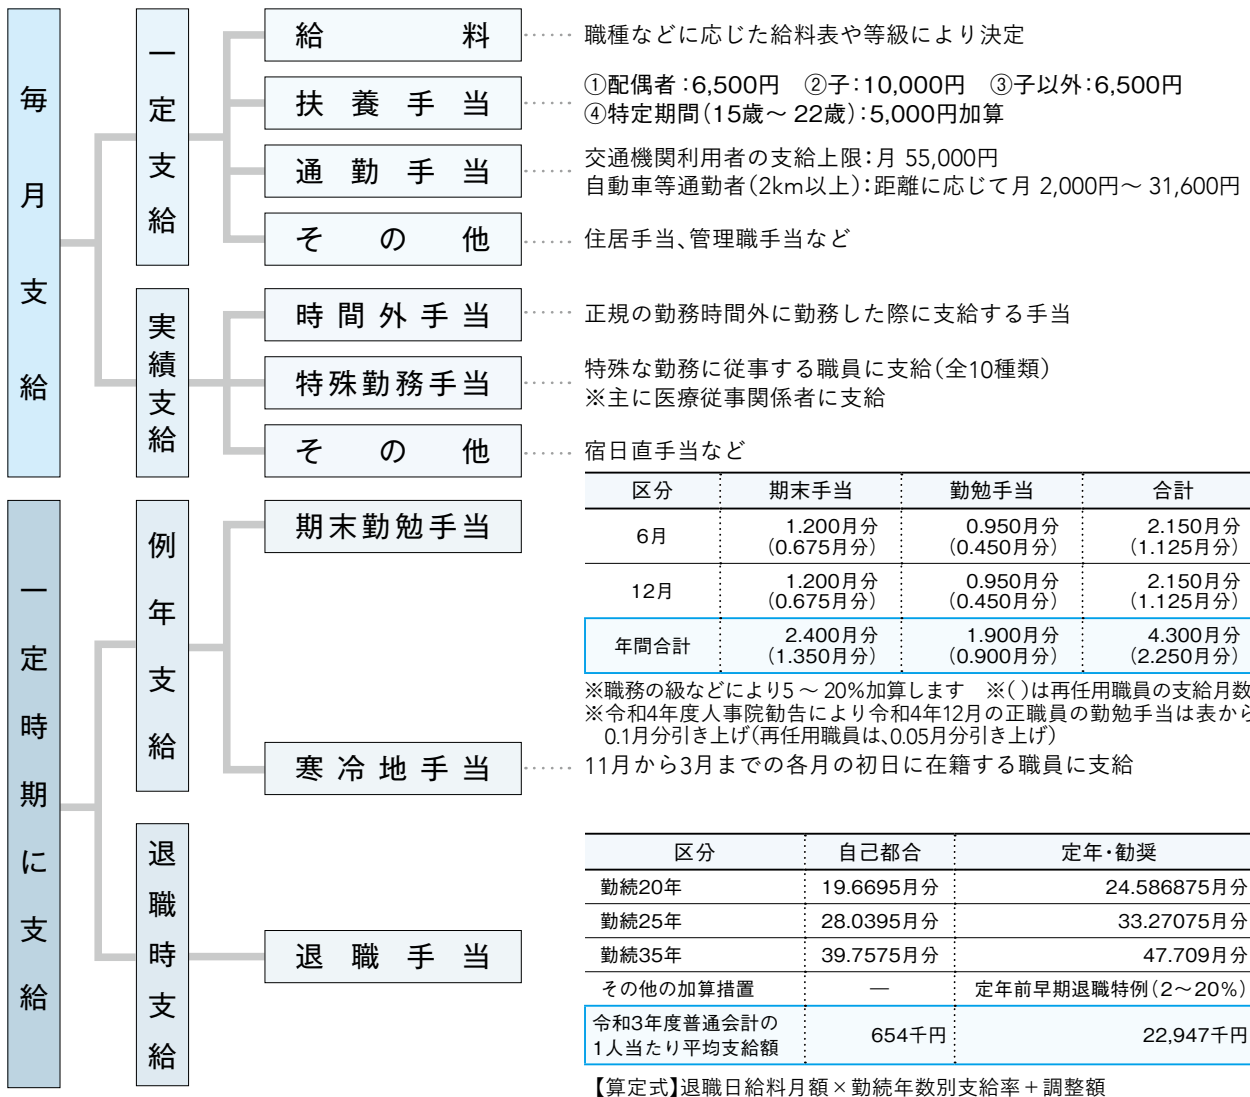 毎月支給
一定支給
給料
職種などに応じた給料表や等級により決定
扶養手当
①配偶者：6,500円　②子：10,000円　③子以外：6,500円
④特定期間（15歳～22歳）：5,000円加算
通勤手当
交通機関利用者の支給上限：月 55,000円
自動車等通勤者（2km以上）：距離に応じて月 2,000円～ 31,600円
その他
住居手当、管理職手当など
実績支給
時間外手当
正規の勤務時間外に勤務した際に支給する手当
特殊勤務手当
特殊な勤務に従事する職員に支給（全10種類）
※主に医療従事関係者に支給
その他
宿日直手当など
一定時期に支給
例年支給
期末勤勉手当
区分　期末手当　勤勉手当　合計
6月　1.200月分　0.950月分　2.150月分
（0.675月分）　（0.450月分）　（1.125月分）
12月　1.200月分　0.950月分　2.150月分
（0.675月分）　（0.450月分）　（1.125月分）
年間合計　2.400月分　1.900月分　4.300月分
（1.350月分）　（0.900月分）　（2.250月分）
※職務の級などにより5～20%加算します　※( )は再任用職員の支給月数
※令和4年度人事院勧告により令和4年12月の正職員の勤勉手当は表から
0.1月分引き上げ（再任用職員は、0.05月分引き上げ）
寒冷地手当
11月から3月までの各月の初日に在籍する職員に支給
退職時支給
退職手当
区分　自己都合　定年・勧奨
勤続20年　19.6695月分　24.586875月分
勤続25年　28.0395月分　33.27075月分
勤続35年　39.7575月分　47.709月分
その他の加算措置　―　定年前早期退職特例（2～20%）
令和3年度普通会計の
1人当たり平均支給額　654千円　22,947千円
【算定式】退職日給料月額×勤続年数別支給率＋調整額